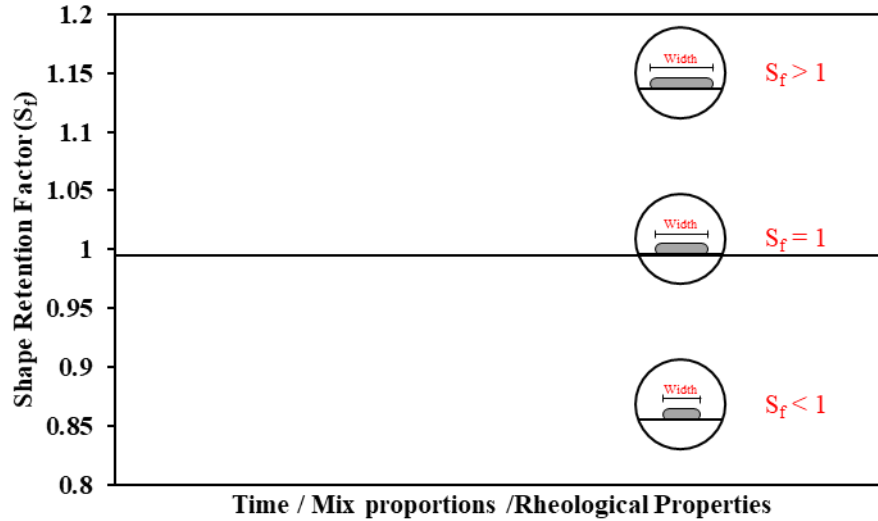 Shape Retention Factor (Sf)
1.2
1.15
1.1
1.05
1
0.95
0.9
0.85
0.8
Width
Sf > 1
Width
Sf = 1
Width
Sf < 1
Time / Mix proportions /Rheological Properties